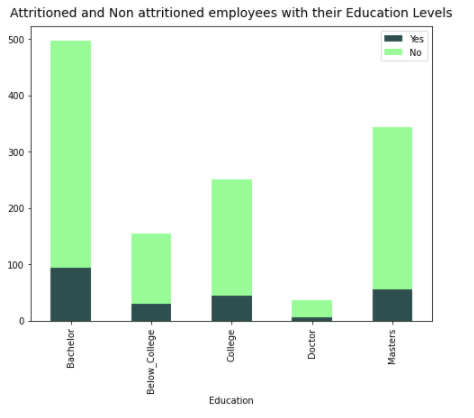 Attritioned and Non attritioned employees with their Education Levels
Yes
No
500
400
300
200
100
0
Bachelor
Below_College
College
Doctor
Masters
Education